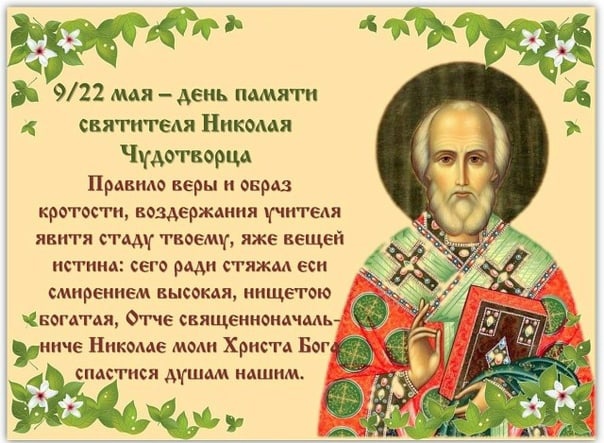 9/22 мая – день памяти
святителя Николая
Чудотворца
Правило веры и образ
кротости, воздержания учителя
явитя стаду твоему, яже вещей
истина: сего ради стяжал еси
смирением высокая, нищетою
богатая, Отче священноначаль-
ниче Николае моли Христа Бога
спастися душам нашим.